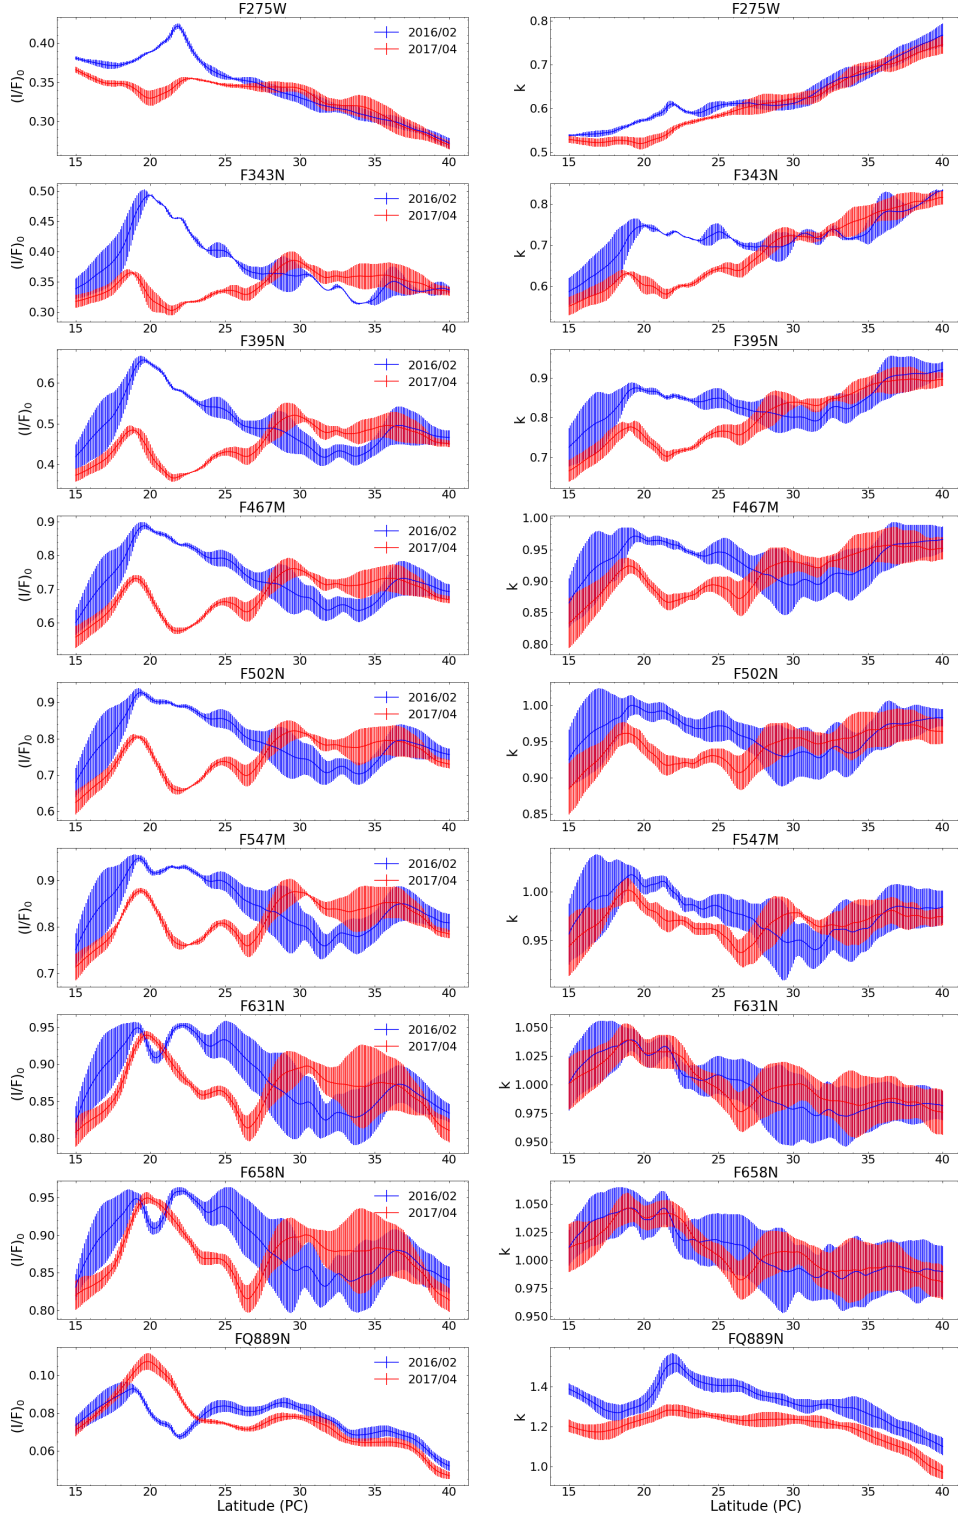 F275W
F275W
(I/F)0
0.40
0.35
0.30
2016/02
2017/04
15 20 25 30 35 40
k
0.8
0.7
0.6
0.5
15 20 25 30 35 40
F343N
F343N
(I/F)0
0.50
0.45
0.40
0.35
0.30
2016/02
2017/04
15 20 25 30 35 40
k
0.8
0.7
0.6
15 20 25 30 35 40
F395N
F395N
(I/F)0
0.6
0.5
0.4
2016/02
2017/04
15 20 25 30 35 40
k
0.9
0.8
0.7
15 20 25 30 35 40
F467M
F467M
(I/F)0
0.9
0.8
0.7
0.6
2016/02
2017/04
15 20 25 30 35 40
k
1.00
0.95
0.90
0.85
0.80
15 20 25 30 35 40
F502N
F502N
(I/F)0
0.9
0.8
0.7
0.6
2016/02
2017/04
15 20 25 30 35 40
k
1.00
0.95
0.90
0.85
15 20 25 30 35 40
F547M
F547M
(I/F)0
0.9
0.8
0.7
2016/02
2017/04
15 20 25 30 35 40
k
1.00
0.95
15 20 25 30 35 40
F631N
F631N
(I/F)0
0.95
0.90
0.85
0.80
2016/02
2017/04
15 20 25 30 35 40
k
1.050
1.025
1.000
0.975
0.950
15 20 25 30 35 40
F658N
F658N
(I/F)0
0.95
0.90
0.85
0.80
2016/02
2017/04
15 20 25 30 35 40
k
1.050
1.025
1.000
0.975
0.950
15 20 25 30 35 40
FQ889N
FQ889N
(I/F)0
0.10
0.08
0.06
2016/02
2017/04
15 20 25 30 35 40
Latitude (PC)
k
1.4
1.2
1.0
15 20 25 30 35 40
Latitude (PC)